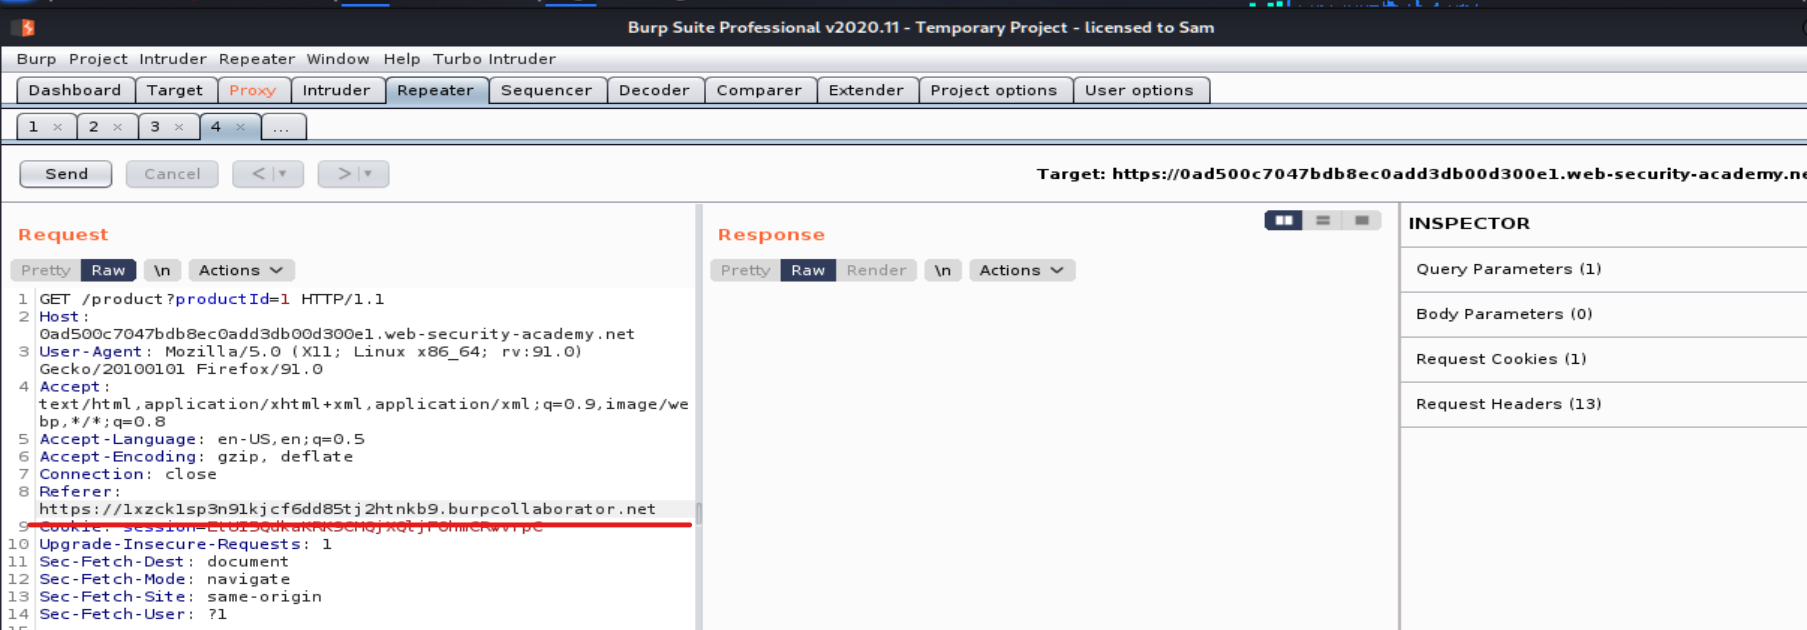 Burp Suite Professional v2020.11 - Temporary Project - licensed to Sam
Burp Project Intruder Repeater Window Help Turbo Intruder
Dashboard Target Proxy Intruder Repeater Sequencer Decoder Comparer Extender Project options User options
1 × 2 × 3 × 4 × ...
Send Cancel < ▼ > ▼ Target: https://0ad500c7047bdb8ec0add3db00d300e1.web-security-academy.ne
Request
Pretty Raw \n Actions
1 GET /product?productId=1 HTTP/1.1
2 Host:
0ad500c7047bdb8ec0add3db00d300e1.web-security-academy.net
3 User-Agent: Mozilla/5.0 (X11; Linux x86_64; rv:91.0)
Gecko/20100101 Firefox/91.0
4 Accept:
text/html,application/xhtml+xml,application/xml;q=0.9,image/we
bp,*/*;q=0.8
5 Accept-Language: en-US,en;q=0.5
6 Accept-Encoding: gzip, deflate
7 Connection: close
8 Referer:
https://1xzck1sp3n91kjcf6dd85tj2htnkb9.burpcollaborator.net
9 Cookie: session=
10 Upgrade-Insecure-Requests: 1
11 Sec-Fetch-Dest: document
12 Sec-Fetch-Mode: navigate
13 Sec-Fetch-Site: same-origin
14 Sec-Fetch-User: ?1
15
Response
Pretty Raw Render \n Actions
INSPECTOR
Query Parameters (1)
Body Parameters (0)
Request Cookies (1)
Request Headers (13)